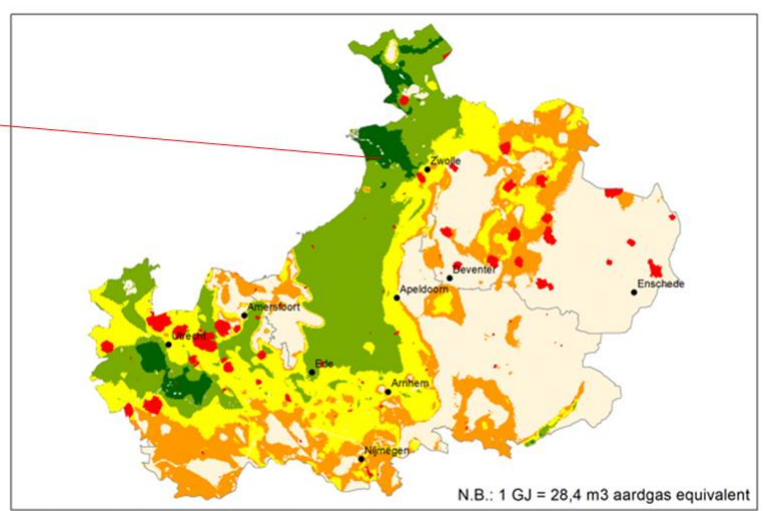 Zwolle
Deventer
Enschede
Apeldoorn
Amersfoort
Utrecht
Ede
Arnhem
Nijmegen
N.B.: 1 GJ = 28,4 m3 aardgas equivalent